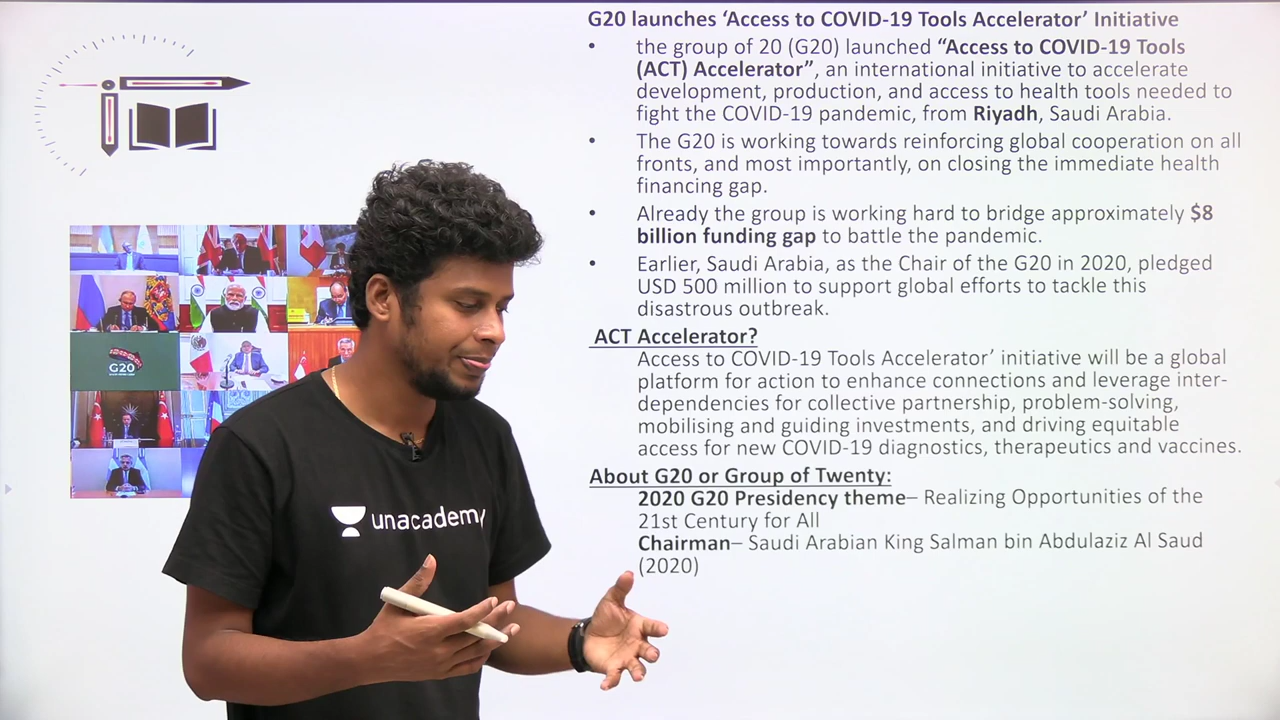 G20 launches ‘Access to COVID-19 Tools Accelerator’ Initiative
• the group of 20 (G20) launched “Access to COVID-19 Tools
(ACT) Accelerator”, an international initiative to accelerate
development, production, and access to health tools needed to
fight the COVID-19 pandemic, from Riyadh, Saudi Arabia.
• The G20 is working towards reinforcing global cooperation on all
fronts, and most importantly, on closing the immediate health
financing gap.
• Already the group is working hard to bridge approximately $8
billion funding gap to battle the pandemic.
• Earlier, Saudi Arabia, as the Chair of the G20 in 2020, pledged
USD 500 million to support global efforts to tackle this
disastrous outbreak.
ACT Accelerator?
Access to COVID-19 Tools Accelerator’ initiative will be a global
platform for action to enhance connections and leverage inter-
dependencies for collective partnership, problem-solving,
mobilising and guiding investments, and driving equitable
access for new COVID-19 diagnostics, therapeutics and vaccines.
About G20 or Group of Twenty:
2020 G20 Presidency theme– Realizing Opportunities of the
21st Century for All
Chairman– Saudi Arabian King Salman bin Abdulaziz Al Saud
(2020)
G20
unacademy